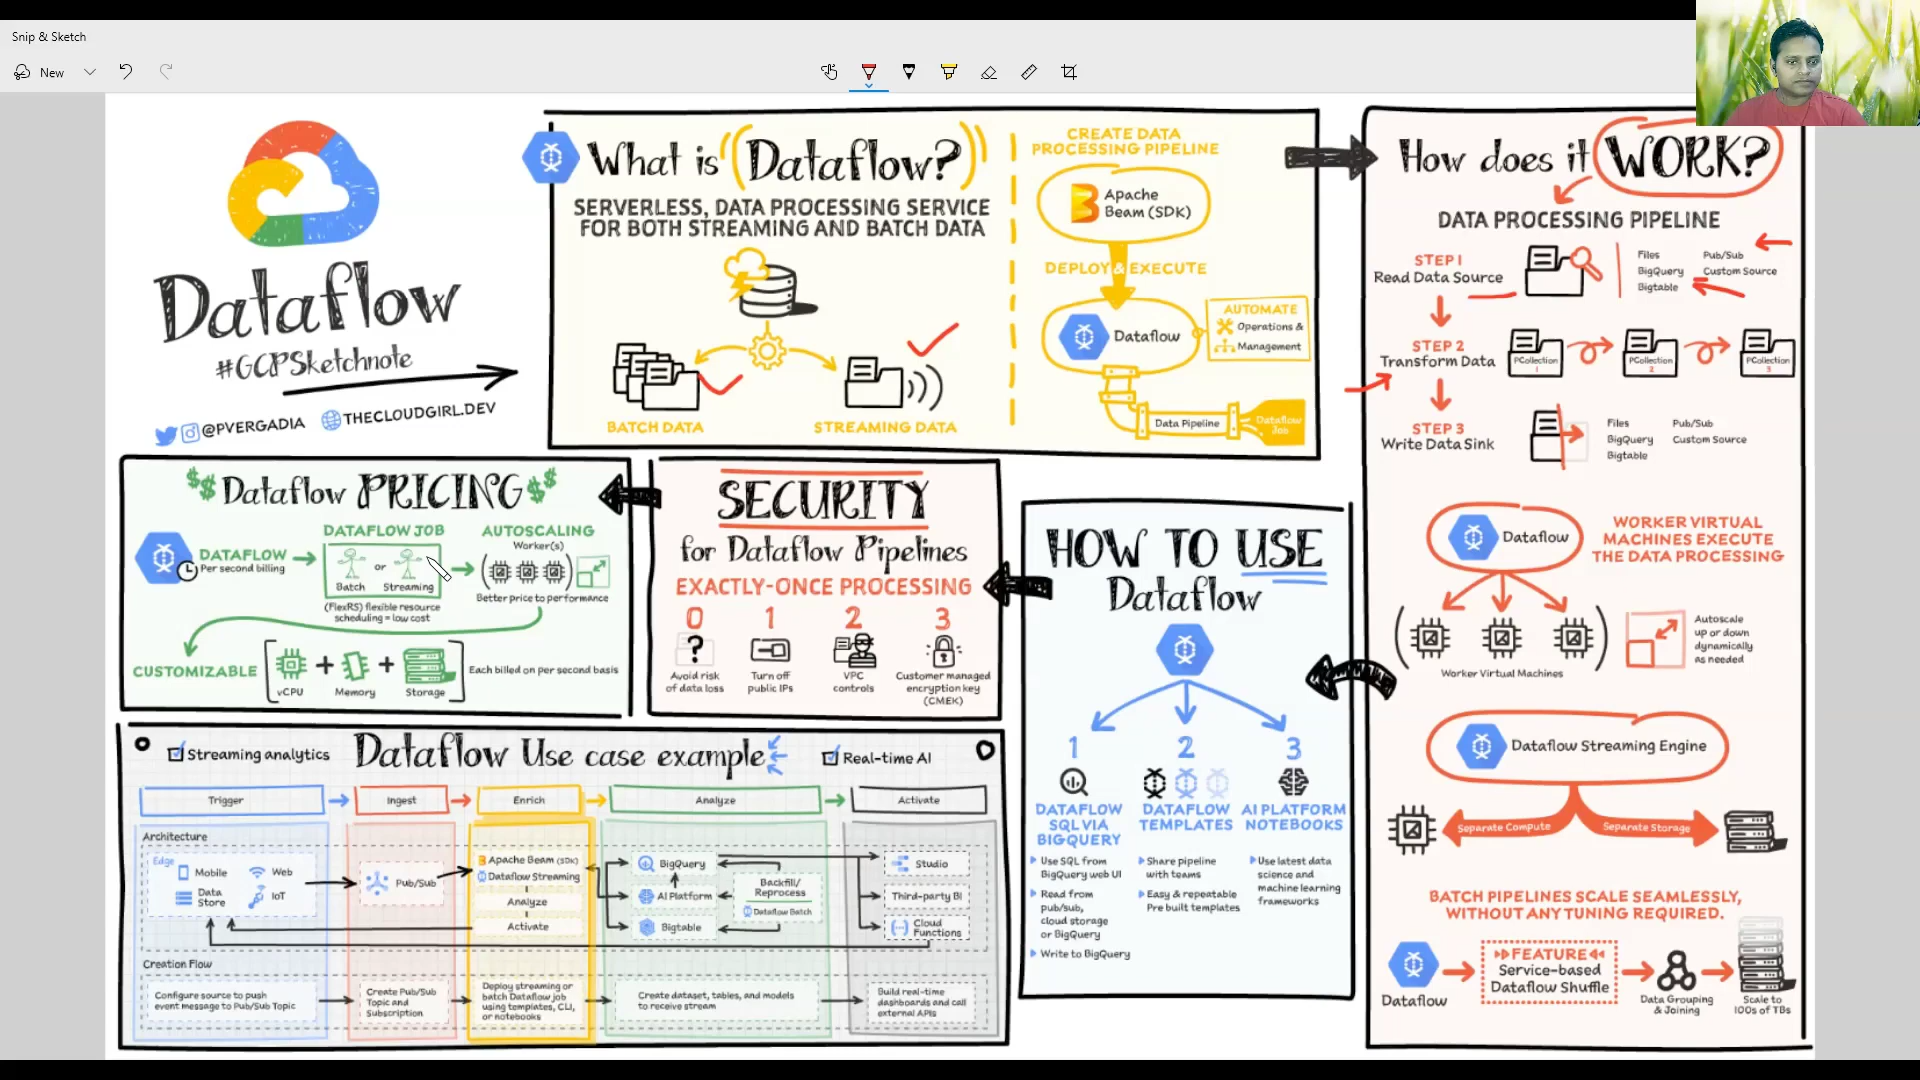 Snip & Sketch
New
Dataflow
#GCPSketchnote
@PVERGADIA
THECLOUDGIRL.DEV
What is (Dataflow?)
SERVERLESS, DATA PROCESSING SERVICE
FOR BOTH STREAMING AND BATCH DATA
BATCH DATA
STREAMING DATA
CREATE DATA
PROCESSING PIPELINE
Apache
Beam (SDK)
DEPLOY & EXECUTE
Dataflow
AUTOMATE
Operations &
Management
Data Pipeline
Dataflow
Job
How does it WORK?
DATA PROCESSING PIPELINE
STEP 1
Read Data Source
Files
BigQuery
Bigtable
Pub/Sub
Custom Source
STEP 2
Transform Data
PCollection
1
PCollection
2
PCollection
3
STEP 3
Write Data Sink
Files
BigQuery
Bigtable
Pub/Sub
Custom Source
Dataflow
WORKER VIRTUAL
MACHINES EXECUTE
THE DATA PROCESSING
Worker Virtual Machines
Autoscale
up or down
dynamically
as needed
Dataflow Streaming Engine
Separate Compute
Separate Storage
BATCH PIPELINES SCALE SEAMLESSLY,
WITHOUT ANY TUNING REQUIRED.
Dataflow
FEATURE
Service-based
Dataflow Shuffle
Data Grouping
& Joining
Scale to
100s of TBs
HOW TO USE
Dataflow
1
DATAFLOW
SQL VIA
BIGQUERY
Use SQL from
BigQuery web UI
Read from
pub/sub,
cloud storage
or BigQuery
Write to BigQuery
2
DATAFLOW
TEMPLATES
Share pipeline
with teams
Easy & repeatable
Pre built templates
3
AI PLATFORM
NOTEBOOKS
Use latest data
science and
machine learning
frameworks
SECURITY
for Dataflow Pipelines
EXACTLY-ONCE PROCESSING
0
?
Avoid risk
of data loss
1
Turn off
public IPs
2
VPC
controls
3
Customer managed
encryption key
(CMEK)
$$ Dataflow PRICING $$
DATAFLOW
Per second billing
DATAFLOW JOB
or
Batch
Streaming
(FlexRS) flexible resource
scheduling = low cost
AUTOSCALING
Worker(s)
Better price to performance
CUSTOMIZABLE
vCPU
+
Memory
+
Storage
Each billed on per second basis
Streaming analytics
Dataflow Use case example
Real-time AI
Trigger
Ingest
Enrich
Analyze
Activate
Architecture
Edge
Mobile
Web
Data
Store
IoT
Pub/Sub
Apache Beam (SDK)
Dataflow Streaming
Analyze
Activate
BigQuery
AI Platform
Bigtable
Backfill/
Reprocess
Dataflow Batch
Studio
Third-party BI
Cloud
Functions
Creation Flow
Configure source to push
event message to Pub/Sub Topic
Create Pub/Sub
Topic and
Subscription
Deploy streaming or
batch Dataflow job
using templates, CLI,
or notebooks
Create dataset, tables, and models
to receive stream
Build real-time
dashboards and call
external APIs